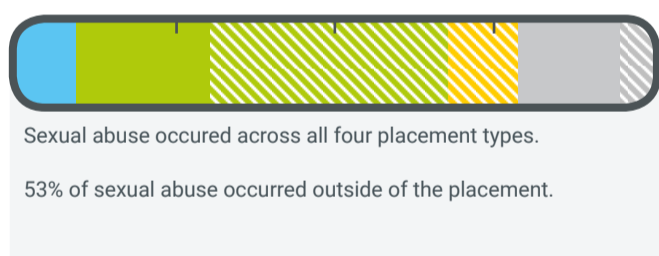 Sexual abuse occured across all four placement types.
53% of sexual abuse occurred outside of the placement.